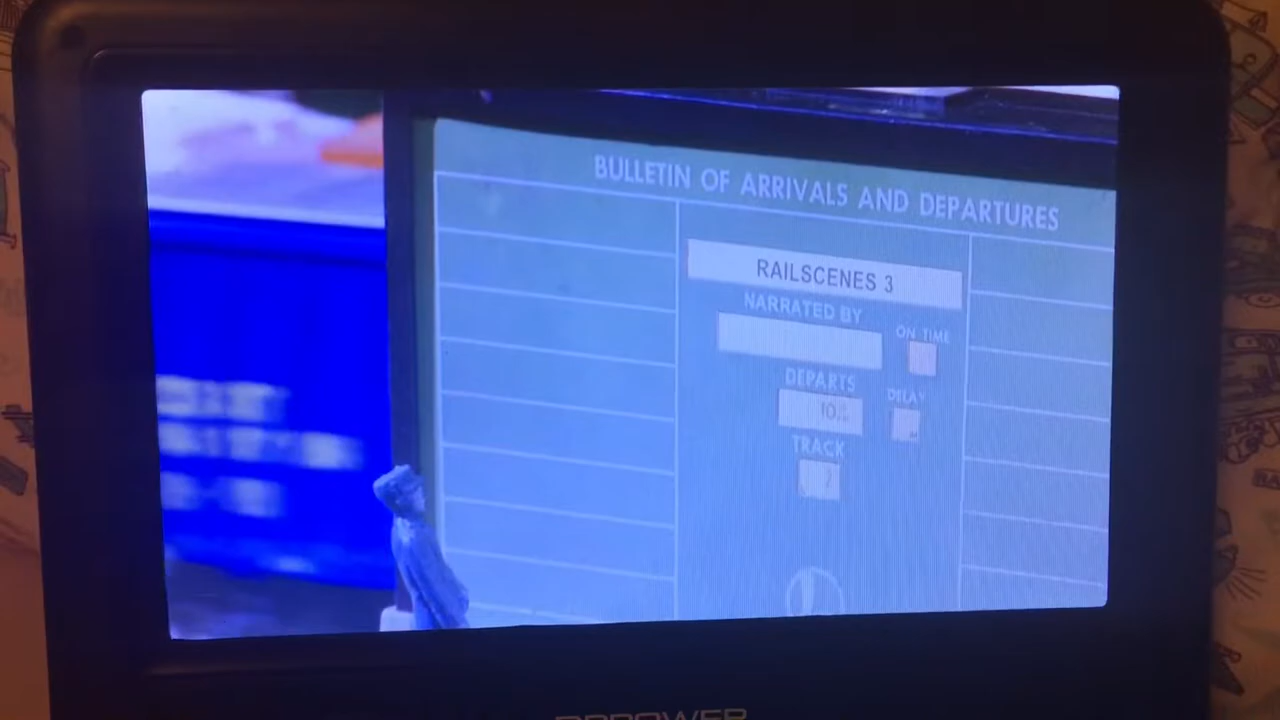 BULLETIN OF ARRIVALS AND DEPARTURES
RAILSCENES 3
NARRATED BY
ON TIME
DEPARTS
DELAY
TRACK